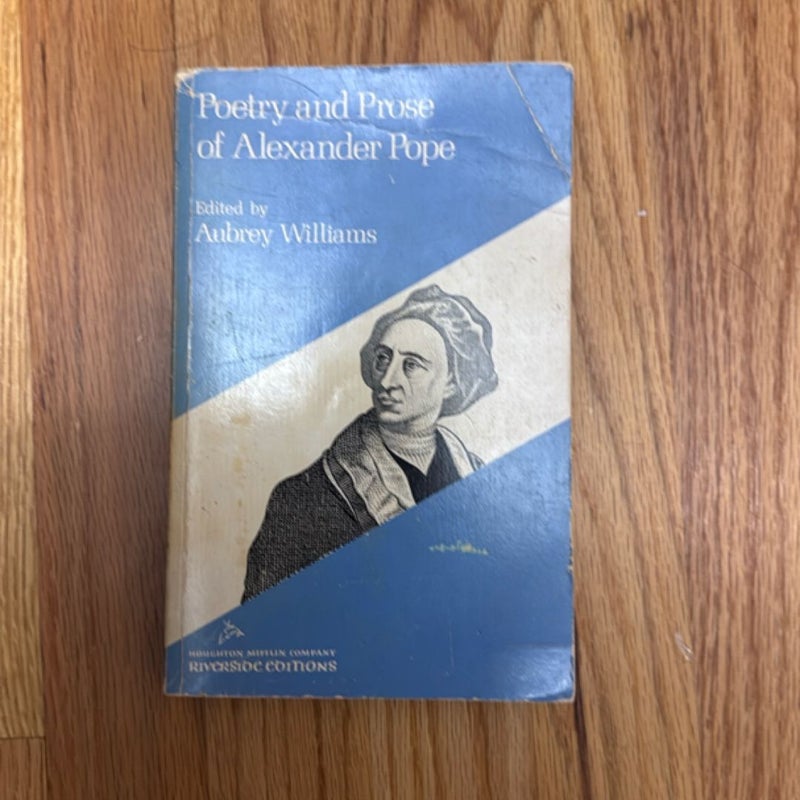 Poetry and Prose
of Alexander Pope
Edited by
Aubrey Williams
HOUGHTON MIFFLIN COMPANY
RIVERSIDE EDITIONS